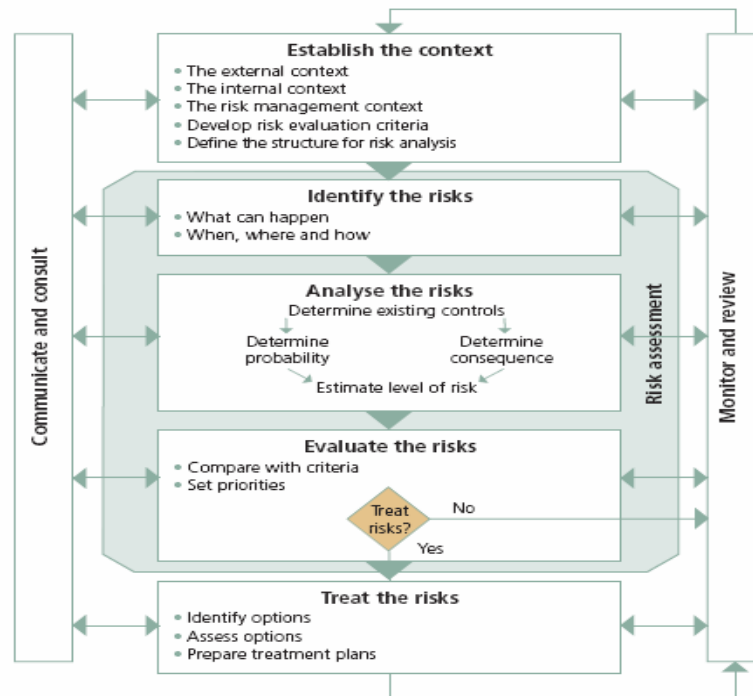 Establish the context
• The external context
• The internal context
• The risk management context
• Develop risk evaluation criteria
• Define the structure for risk analysis
Identify the risks
• What can happen
• When, where and how
Analyse the risks
Determine existing controls
Determine
probability
Determine
consequence
Estimate level of risk
Evaluate the risks
• Compare with criteria
• Set priorities
Treat
risks?
No
Yes
Treat the risks
• Identify options
• Assess options
• Prepare treatment plans
Communicate and consult
Risk assessment
Monitor and review